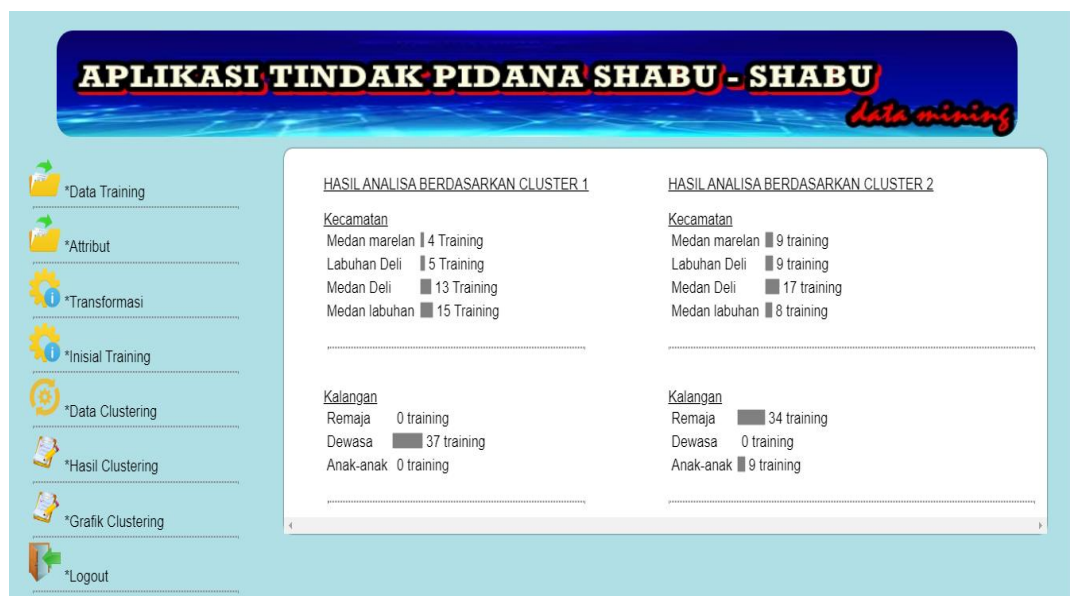 APLIKASI TINDAK PIDANA SHABU - SHABU
data mining
*Data Training
*Attribut
*Transformasi
*Inisial Training
*Data Clustering
*Hasil Clustering
*Grafik Clustering
*Logout
HASIL ANALISA BERDASARKAN CLUSTER 1
Kecamatan
Medan marelan 4 Training
Labuhan Deli 5 Training
Medan Deli 13 Training
Medan labuhan 15 Training
Kalangan
Remaja 0 training
Dewasa 37 training
Anak-anak 0 training
HASIL ANALISA BERDASARKAN CLUSTER 2
Kecamatan
Medan marelan 9 training
Labuhan Deli 9 training
Medan Deli 17 training
Medan labuhan 8 training
Kalangan
Remaja 34 training
Dewasa 0 training
Anak-anak 9 training